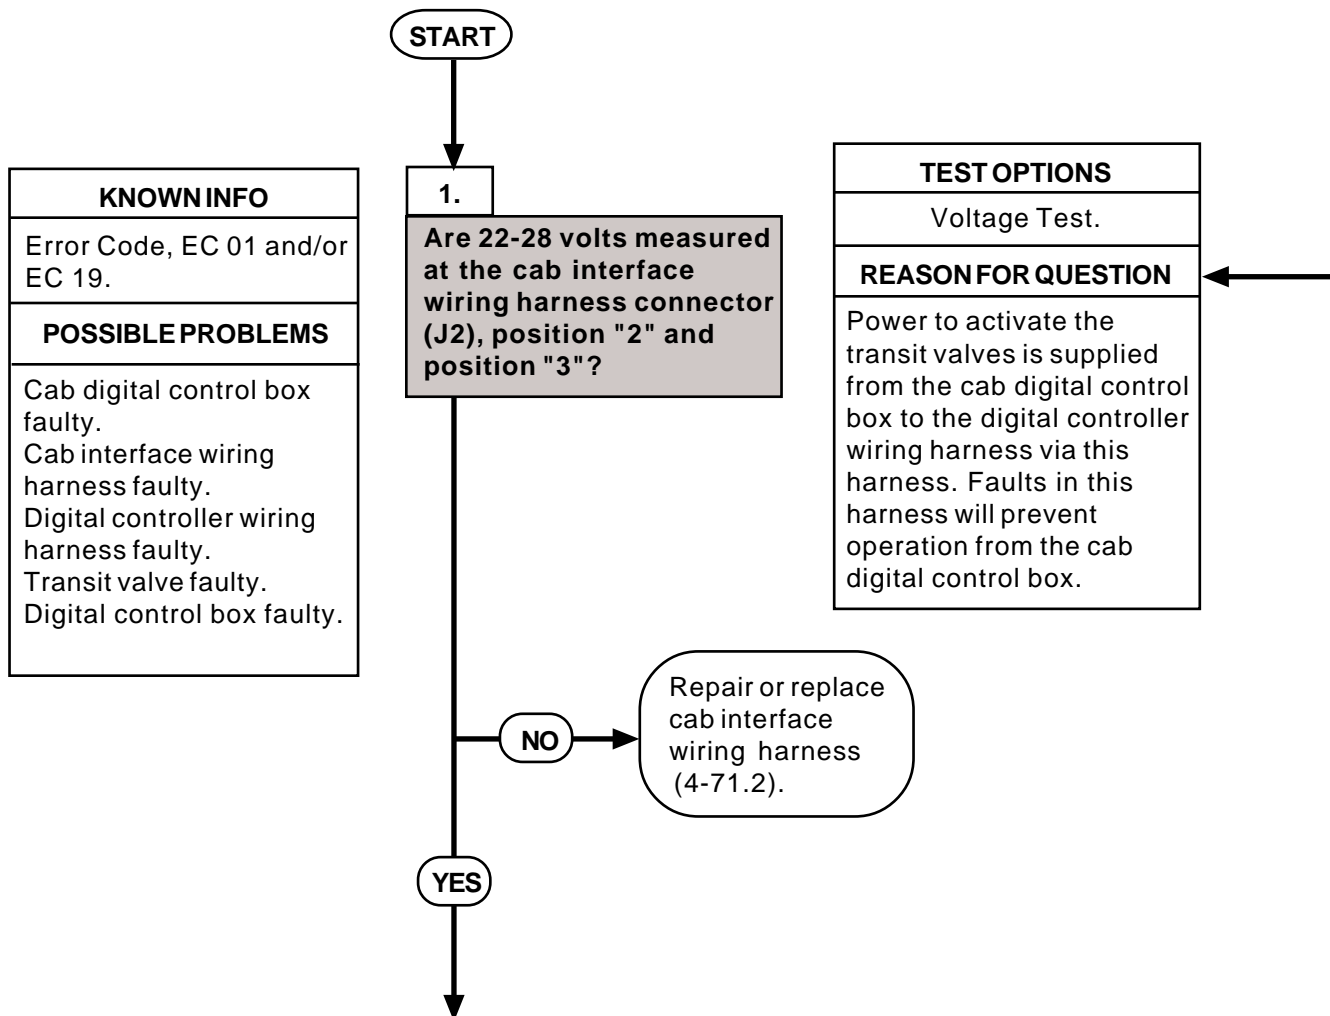 START
KNOWN INFO
Error Code, EC 01 and/or
EC 19.
POSSIBLE PROBLEMS
Cab digital control box
faulty.
Cab interface wiring
harness faulty.
Digital controller wiring
harness faulty.
Transit valve faulty.
Digital control box faulty.
1.
Are 22-28 volts measured
at the cab interface
wiring harness connector
(J2), position "2" and
position "3"?
TEST OPTIONS
Voltage Test.
REASON FOR QUESTION
Power to activate the
transit valves is supplied
from the cab digital control
box to the digital controller
wiring harness via this
harness. Faults in this
harness will prevent
operation from the cab
digital control box.
NO
Repair or replace
cab interface
wiring harness
(4-71.2).
YES